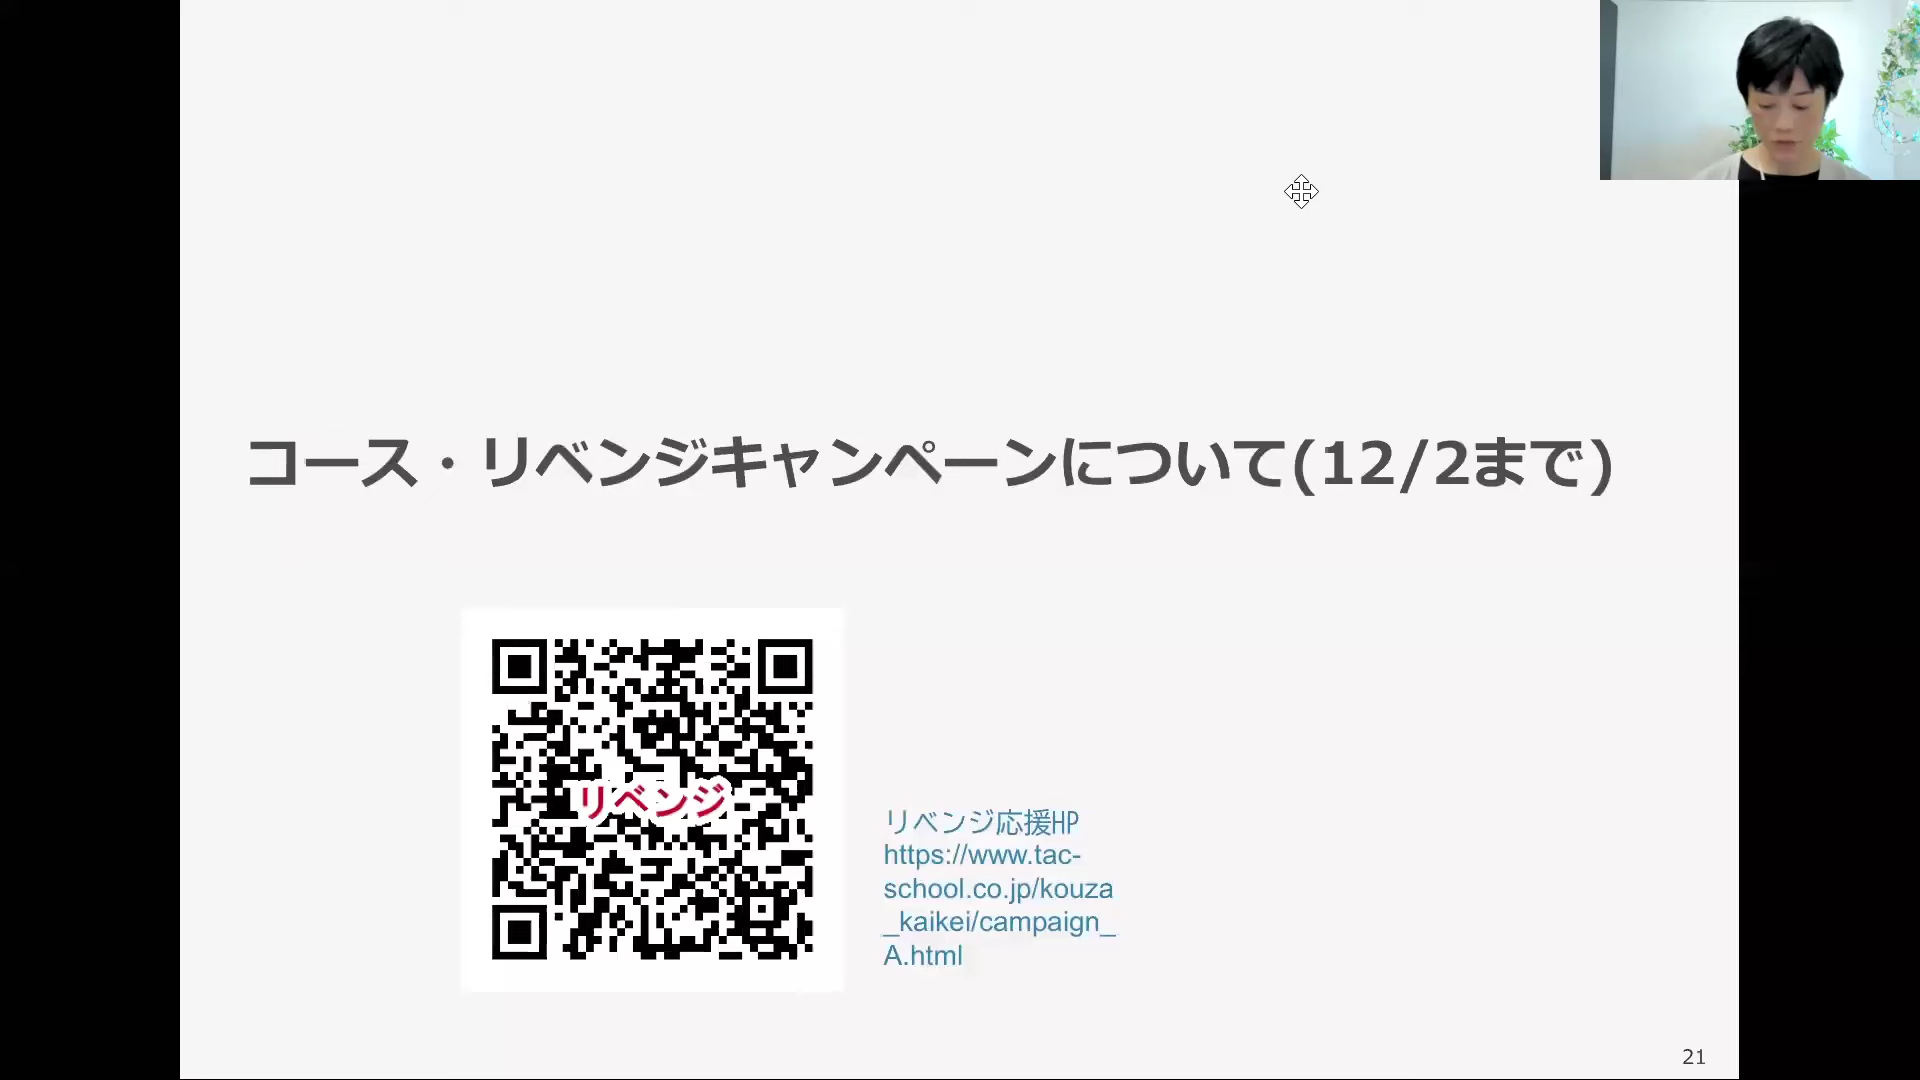 コース・リベンジキャンペーンについて(12/2まで)
リベンジ
リベンジ応援HP
https://www.tac-
school.co.jp/kouza
_kaikei/campaign_
A.html
21